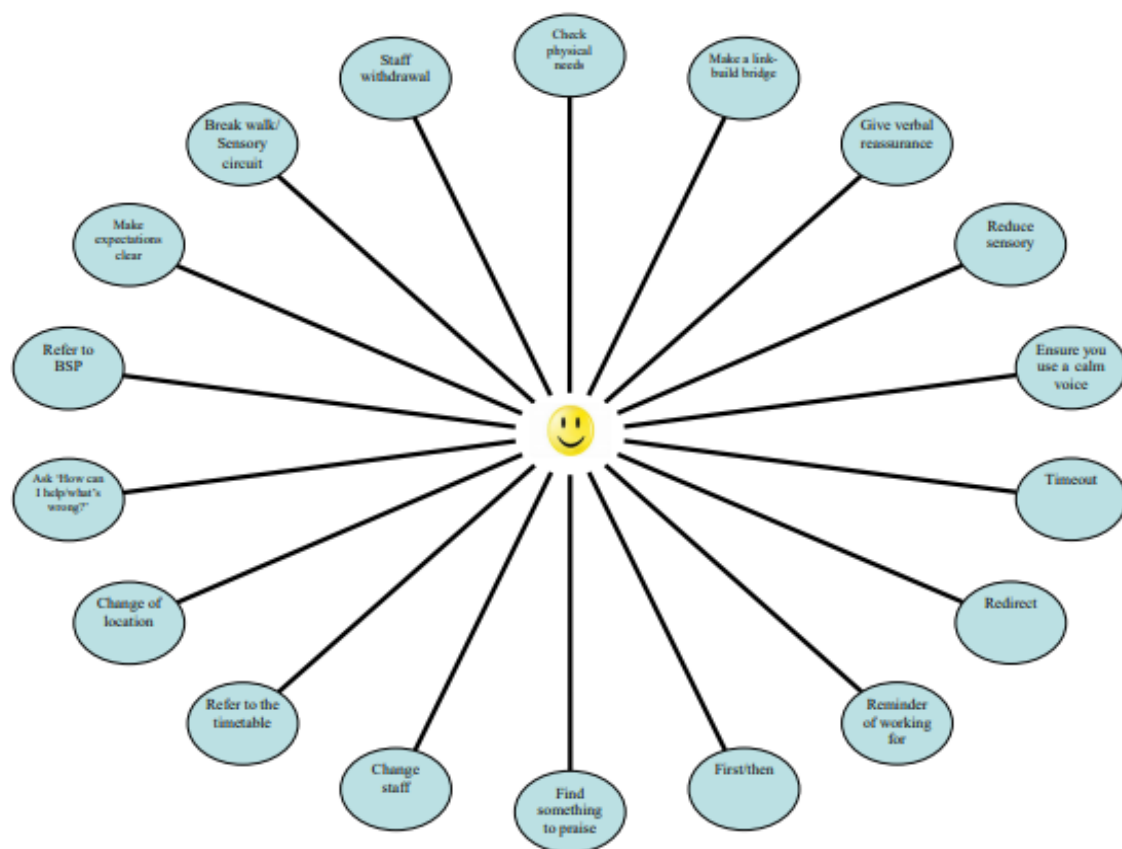 Check
physical
needs
Make a link-
build bridge
Give verbal
reassurance
Reduce
sensory
Ensure you
use a calm
voice
Timeout
Redirect
Reminder
of working
for
First/then
Find
something
to praise
Change
staff
Refer to the
timetable
Change of
location
Ask ‘How can
I help/what’s
wrong?’
Refer to
BSP
Make
expectations
clear
Break walk/
Sensory
circuit
Staff
withdrawal